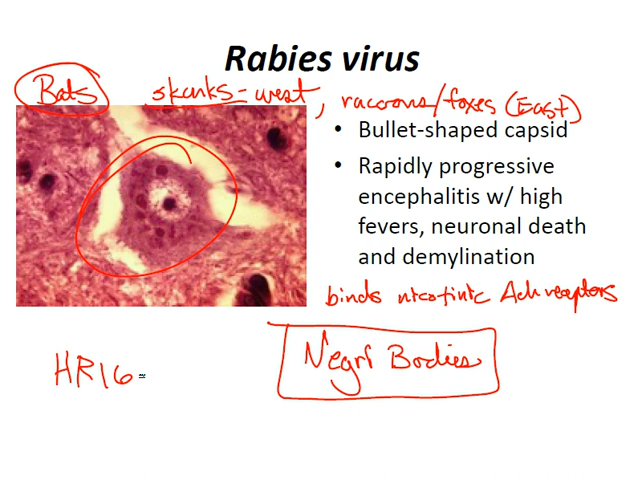 Rabies virus
Bats skunks = west, racoons/foxes (East)
• Bullet-shaped capsid
• Rapidly progressive
encephalitis w/ high
fevers, neuronal death
and demylination
binds nicotinic Ach receptors
Negri Bodies
HR16 =